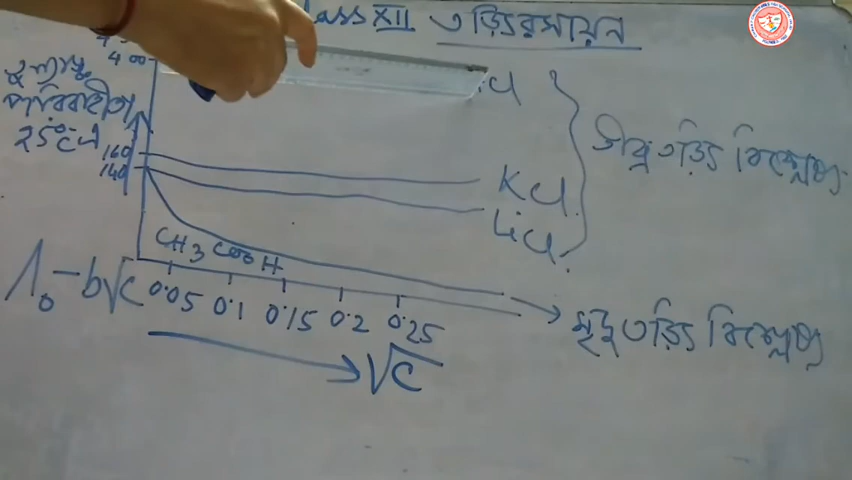 Class XII তড়িৎরসায়ন
400
তুল্যাঙ্ক
পরিবাহীতা
25°C এ
160
140
KCl
LiCl
তীব্র তড়িৎ বিশ্লেষ্য
CH3COOH
Λ0-b√c
0.05 0.1 0.15 0.2 0.25
√c
মৃদু তড়িৎ বিশ্লেষ্য